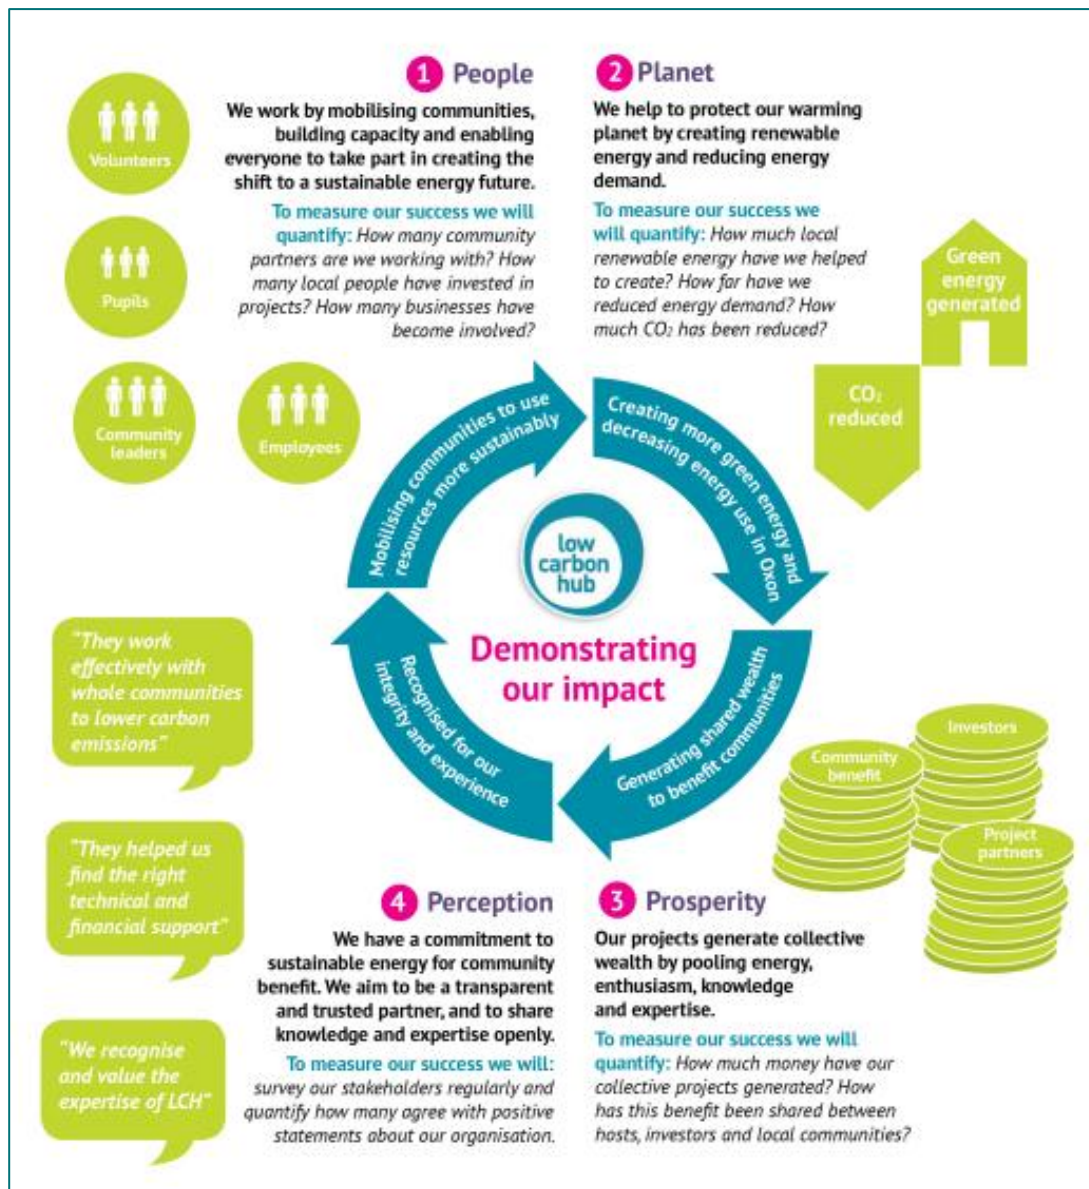 1 People
We work by mobilising communities,
building capacity and enabling
everyone to take part in creating the
shift to a sustainable energy future.
To measure our success we will
quantify: How many community
partners are we working with? How
many local people have invested in
projects? How many businesses have
become involved?
Volunteers
Pupils
Community
leaders
Employees
2 Planet
We help to protect our warming
planet by creating renewable
energy and reducing energy
demand.
To measure our success we
will quantify: How much local
renewable energy have we helped
to create? How far have we
reduced energy demand? How
much CO₂ has been reduced?
Green
energy
generated
CO₂
reduced
Mobilising communities to use
resources more sustainably
Creating more green energy and
decreasing energy use in Oxon
low
carbon
hub
Demonstrating
our impact
Recognised for our
integrity and experience
Generating shared wealth
to benefit communities
"They work
effectively with
whole communities
to lower carbon
emissions"
"They helped us
find the right
technical and
financial support"
"We recognise
and value the
expertise of LCH"
Investors
Community
benefit
Project
partners
4 Perception
We have a commitment to
sustainable energy for community
benefit. We aim to be a transparent
and trusted partner, and to share
knowledge and expertise openly.
To measure our success we will:
survey our stakeholders regularly and
quantify how many agree with positive
statements about our organisation.
3 Prosperity
Our projects generate collective
wealth by pooling energy,
enthusiasm, knowledge
and expertise.
To measure our success we will
quantify: How much money have our
collective projects generated? How
has this benefit been shared between
hosts, investors and local communities?